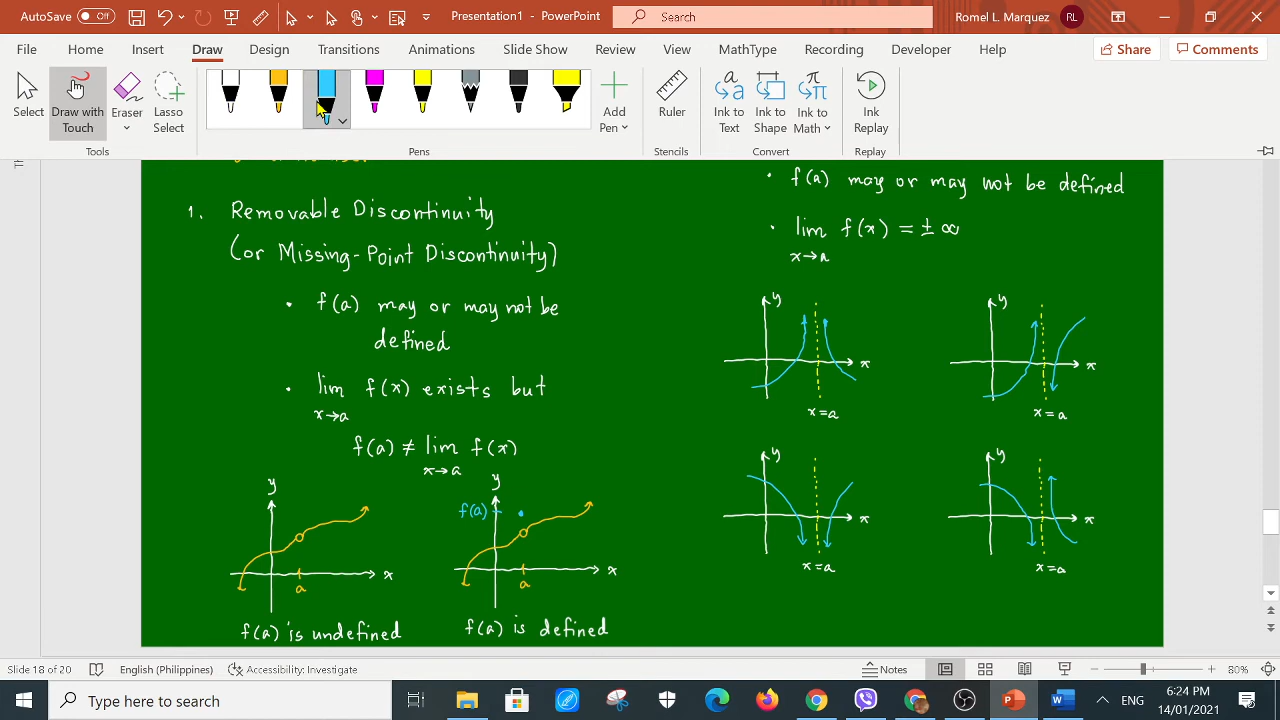 AutoSave Off
Presentation1 - PowerPoint
Search
Romel L. Marquez RL
File Home Insert Draw Design Transitions Animations Slide Show Review View MathType Recording Developer Help
Share Comments
Select
Draw with Touch
Eraser
Lasso Select
Add Pen
Ruler
Ink to Text
Ink to Shape
Ink to Math
Ink Replay
Tools Pens Stencils Convert Replay
1. Removable Discontinuity
(or Missing-Point Discontinuity)
• f(a) may or may not be
defined
• lim f(x) exists but
x→a
f(a) ≠ lim f(x)
x→a
y
x
a
f(a) is undefined
y
f(a)
x
a
f(a) is defined
• f(a) may or may not be defined
• lim f(x) = ± ∞
x→a
y
x
x=a
y
x
x=a
y
x
x=a
y
x
x=a
Slide 18 of 20 English (Philippines) Accessibility: Investigate Notes 80%
Type here to search
ENG
6:24 PM
14/01/2021